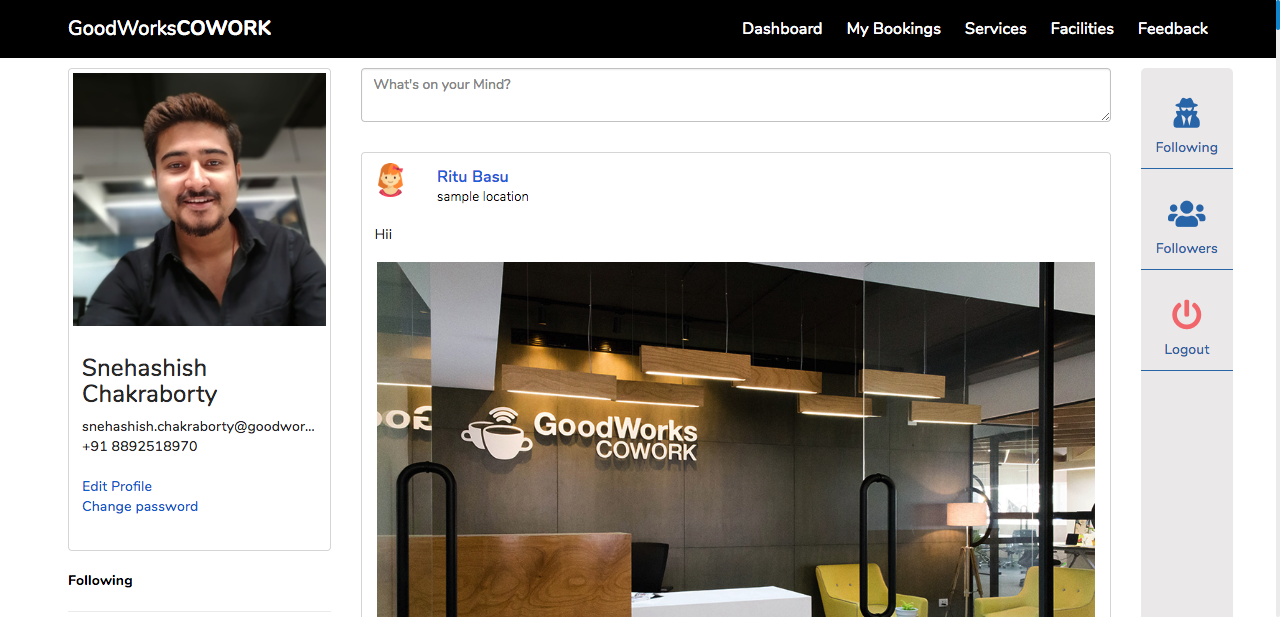 GoodWorksCOWORK
Dashboard
My Bookings
Services
Facilities
Feedback
Snehashish
Chakraborty
snehashish.chakraborty@goodwor...
+91 8892518970
Edit Profile
Change password
Following
What's on your Mind?
Ritu Basu
sample location
Hii
GoodWorks
COWORK
Following
Followers
Logout